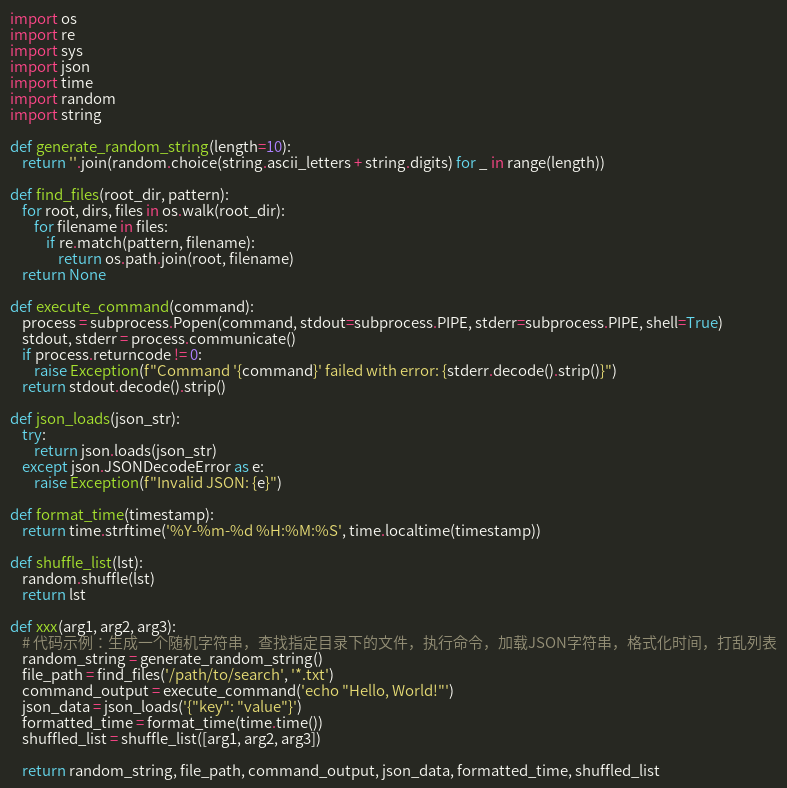 import os
import re
import sys
import json
import time
import random
import string

def generate_random_string(length=10):
    return ''.join(random.choice(string.ascii_letters + string.digits) for _ in range(length))

def find_files(root_dir, pattern):
    for root, dirs, files in os.walk(root_dir):
        for filename in files:
            if re.match(pattern, filename):
                return os.path.join(root, filename)
    return None

def execute_command(command):
    process = subprocess.Popen(command, stdout=subprocess.PIPE, stderr=subprocess.PIPE, shell=True)
    stdout, stderr = process.communicate()
    if process.returncode != 0:
        raise Exception(f"Command '{command}' failed with error: {stderr.decode().strip()}")
    return stdout.decode().strip()

def json_loads(json_str):
    try:
        return json.loads(json_str)
    except json.JSONDecodeError as e:
        raise Exception(f"Invalid JSON: {e}")

def format_time(timestamp):
    return time.strftime('%Y-%m-%d %H:%M:%S', time.localtime(timestamp))

def shuffle_list(lst):
    random.shuffle(lst)
    return lst

def xxx(arg1, arg2, arg3):
    # 代码示例：生成一个随机字符串，查找指定目录下的文件，执行命令，加载JSON字符串，格式化时间，打乱列表
    random_string = generate_random_string()
    file_path = find_files('/path/to/search', '*.txt')
    command_output = execute_command('echo "Hello, World!"')
    json_data = json_loads('{"key": "value"}')
    formatted_time = format_time(time.time())
    shuffled_list = shuffle_list([arg1, arg2, arg3])

    return random_string, file_path, command_output, json_data, formatted_time, shuffled_list